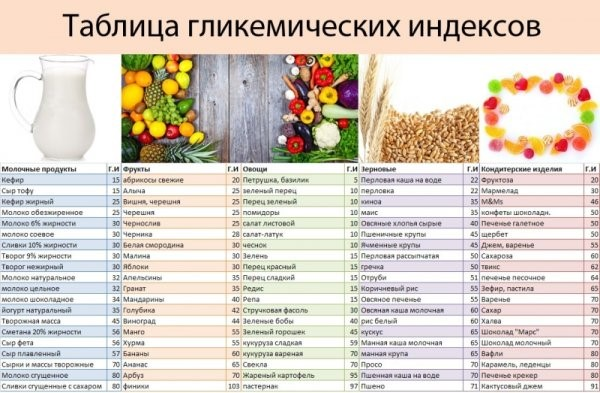 Таблица гликемических индексов
Молочные продукты Г.И Фрукты Г.И Овощи Г.И Зерновые Г.И Кондитерские изделия Г.И
Кефир 15 абрикосы свежие 20 Петрушка, базилик 5 Перловая каша на воде 22 Фруктоза 20
Сыр тофу 15 Алыча 25 зеленый перец 10 перловка 22 Мармелад 30
Кефир жирный 25 Вишня, черешня 25 Перец зеленый 10 киноа 35 M&Ms 46
Молоко обезжиренное 25 Черешня 25 помидоры 10 маис 35 конфеты шоколадн. 50
Молоко 6% жирности 30 Чернослив 25 салат листовой 10 Овсяные хлопья сырые 40 Печенье галетное 50
молоко соевое 30 Черника 28 салат-латук 10 Пшеничные крупы 45 щербет 50
Сливки 10% жирности 30 Белая смородина 30 чеснок 10 Ячменные крупы 45 Джем, варенье 55
Творог 9% жирности 30 Малина 30 Зелень 15 Перловая рассыпчатая 50 Сахароза 60
Творог нежирный 30 Яблоки 30 Перец красный 15 гречка 50 твикс 62
Молоко натуральное 32 Апельсины 35 Перец сладкий 15 Отруби 51 печенье песочное 64
молоко цельное 32 Гранат 35 Редис 15 Коричневый рис 55 Зефир, пастила 65
молоко шоколадное 34 Мандарины 40 Репа 15 Овсяное печенье 55 Варенье 70
йогурт натуральный 35 Голубика 42 Стручковая фасоль 30 Овсяная каша молочная 60 Сахар 70
Творожная масса 45 Виноград 44 Зеленые бобы 40 рис белый 60 Халва 70
Сметана 20% жирности 56 Манго 55 Зеленый горошек 45 кускус 65 Шоколад "Марс" 70
Сыр фета 56 Хурма 55 кукуруза сладкая 59 Манная каша молочная 65 Шоколад молочный 70
Сыр плавленный 57 Бананы 60 кукуруза вареная 70 манная крупа 65 Вафли 80
Сырки и массы творожные 70 Ананас 65 Свекла 70 Просо 70 Карамель, леденцы 80
Молоко сгущенное 80 Арбуз 70 Жареный картофель 95 Пшенная каша на воде 70 Печенье крекер 80
Сливки сгущенные с сахаром 80 финики 103 пастернак 97 Пшено 71 Кактусовый джем 91